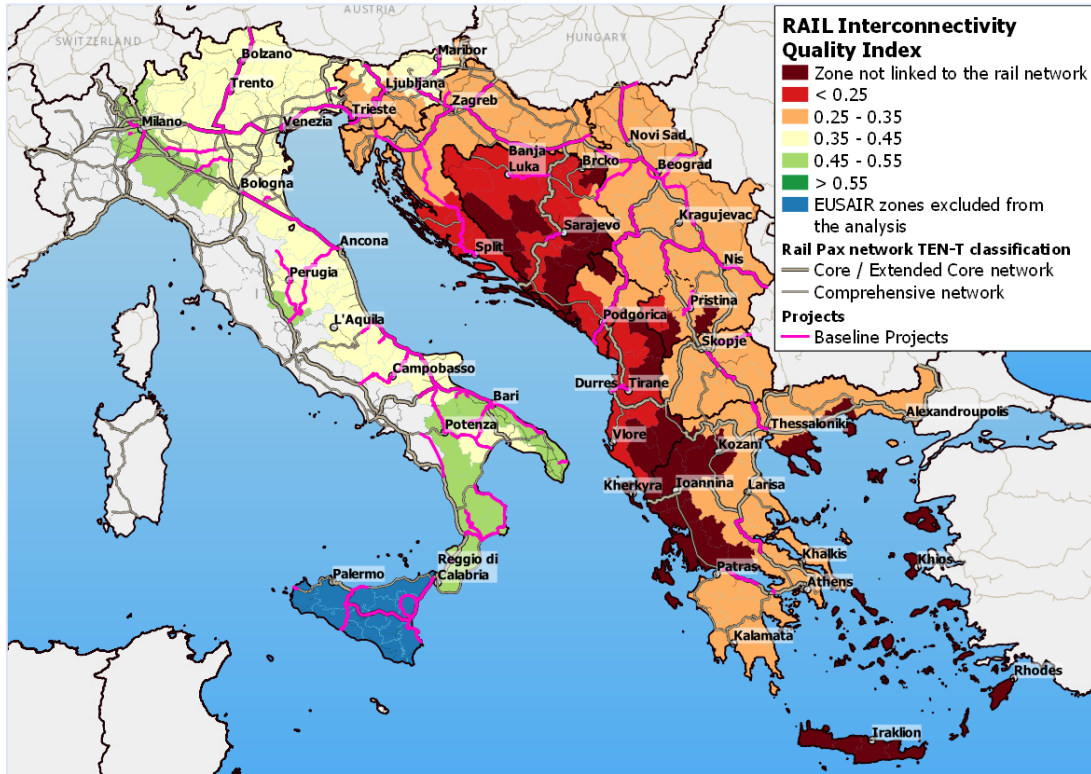 AUSTRIA
SWITZERLAND
HUNGARY
Maribor
Bolzano
Ljubljana
Trento
Zagreb
Milano
Venezia
Trieste
Novi Sad
Banja
Luka
Brcko
Beograd
Bologna
Kragujevac
Sarajevo
Ancona
Split
Nis
Perugia
Pristina
L'Aquila
Podgorica
Skopje
Campobasso
Durres
Tirane
Bari
Alexandroupolis
Thessaloniki
Potenza
Vlore
Kozani
Kherkyra
Ioannina
Larisa
Reggio di
Calabria
Palermo
Khalkis
Khios
Patras
Athens
Kalamata
Rhodes
Iraklion
RAIL Interconnectivity
Quality Index
Zone not linked to the rail network
< 0.25
0.25 - 0.35
0.35 - 0.45
0.45 - 0.55
> 0.55
EUSAIR zones excluded from
the analysis
Rail Pax network TEN-T classification
Core / Extended Core network
Comprehensive network
Projects
Baseline Projects